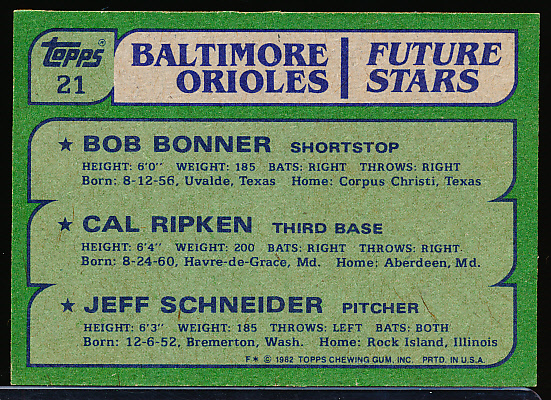 topps®
21
BALTIMORE ORIOLES
FUTURE STARS
★ BOB BONNER SHORTSTOP
HEIGHT: 6'0" WEIGHT: 185 BATS: RIGHT THROWS: RIGHT
Born: 8-12-56, Uvalde, Texas Home: Corpus Christi, Texas
★ CAL RIPKEN THIRD BASE
HEIGHT: 6'4" WEIGHT: 200 BATS: RIGHT THROWS: RIGHT
Born: 8-24-60, Havre-de-Grace, Md. Home: Aberdeen, Md.
★ JEFF SCHNEIDER PITCHER
HEIGHT: 6'3" WEIGHT: 185 THROWS: LEFT BATS: BOTH
Born: 12-6-52, Bremerton, Wash. Home: Rock Island, Illinois
F* © 1982 TOPPS CHEWING GUM, INC. PRTD. IN U.S.A.